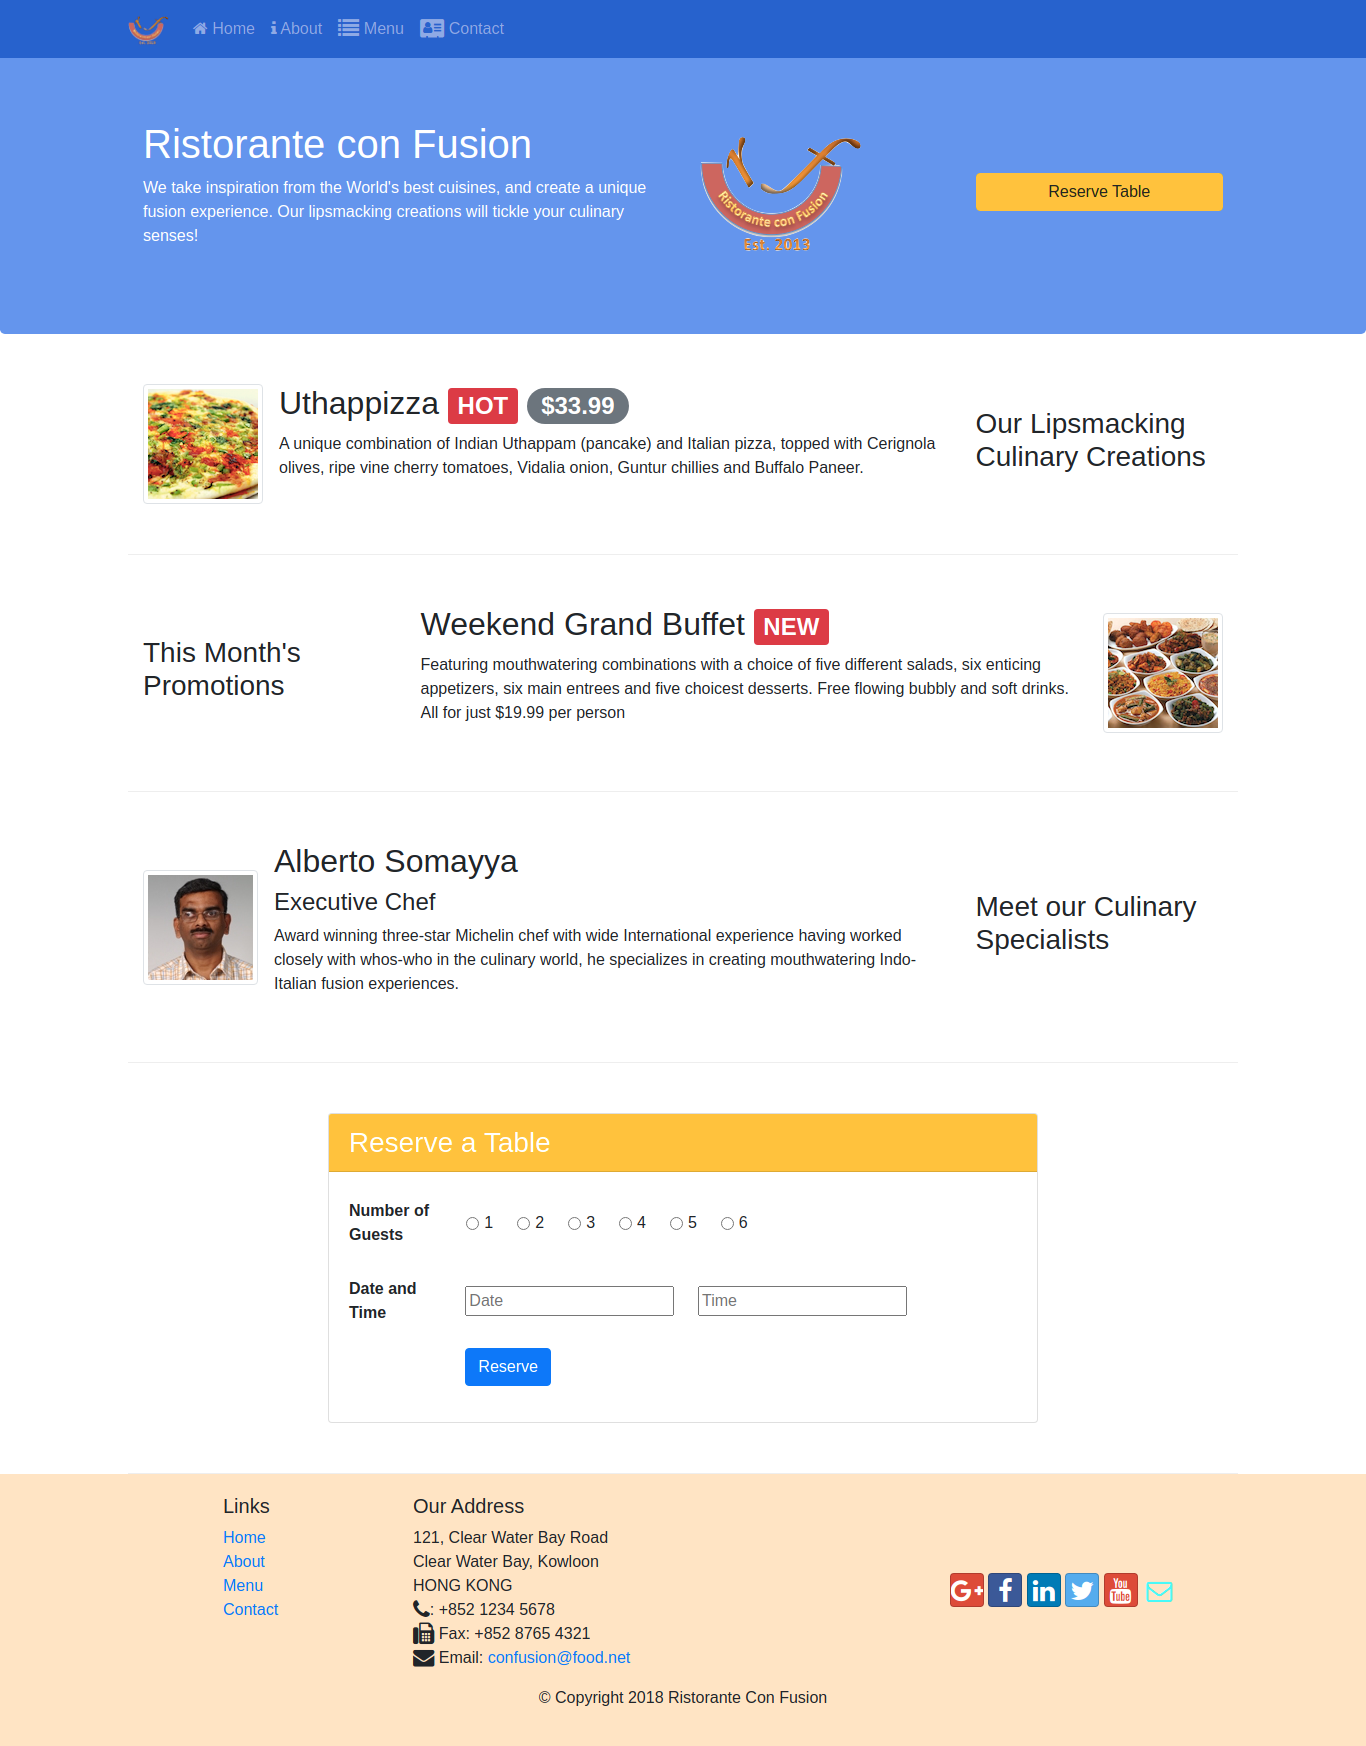 Home About Menu Contact
Ristorante con Fusion
We take inspiration from the World's best cuisines, and create a unique
fusion experience. Our lipsmacking creations will tickle your culinary
senses!
Ristorante con Fusion
Est. 2013
Reserve Table
Uthappizza HOT $33.99
A unique combination of Indian Uthappam (pancake) and Italian pizza, topped with Cerignola
olives, ripe vine cherry tomatoes, Vidalia onion, Guntur chillies and Buffalo Paneer.
Our Lipsmacking
Culinary Creations
This Month's
Promotions
Weekend Grand Buffet NEW
Featuring mouthwatering combinations with a choice of five different salads, six enticing
appetizers, six main entrees and five choicest desserts. Free flowing bubbly and soft drinks.
All for just $19.99 per person
Alberto Somayya
Executive Chef
Award winning three-star Michelin chef with wide International experience having worked
closely with whos-who in the culinary world, he specializes in creating mouthwatering Indo-
Italian fusion experiences.
Meet our Culinary
Specialists
Reserve a Table
Number of
Guests
1 2 3 4 5 6
Date and
Time
Date Time
Reserve
Links
Home
About
Menu
Contact
Our Address
121, Clear Water Bay Road
Clear Water Bay, Kowloon
HONG KONG
: +852 1234 5678
Fax: +852 8765 4321
Email: confusion@food.net
G+ f in You Tube
© Copyright 2018 Ristorante Con Fusion